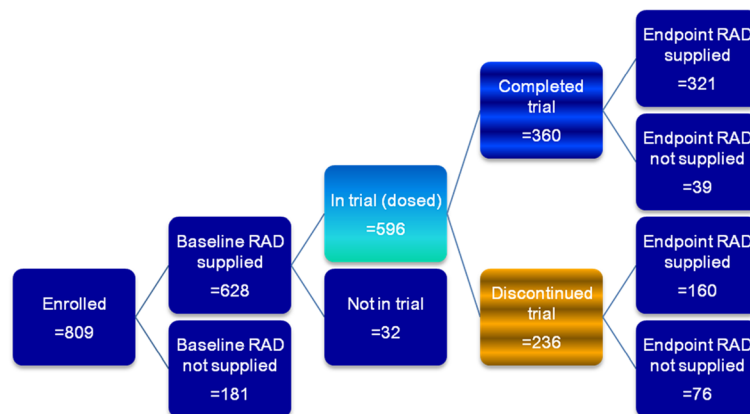 Enrolled
=809
Baseline RAD
supplied
=628
Baseline RAD
not supplied
=181
In trial (dosed)
=596
Not in trial
=32
Completed
trial
=360
Discontinued
trial
=236
Endpoint RAD
supplied
=321
Endpoint RAD
not supplied
=39
Endpoint RAD
supplied
=160
Endpoint RAD
not supplied
=76